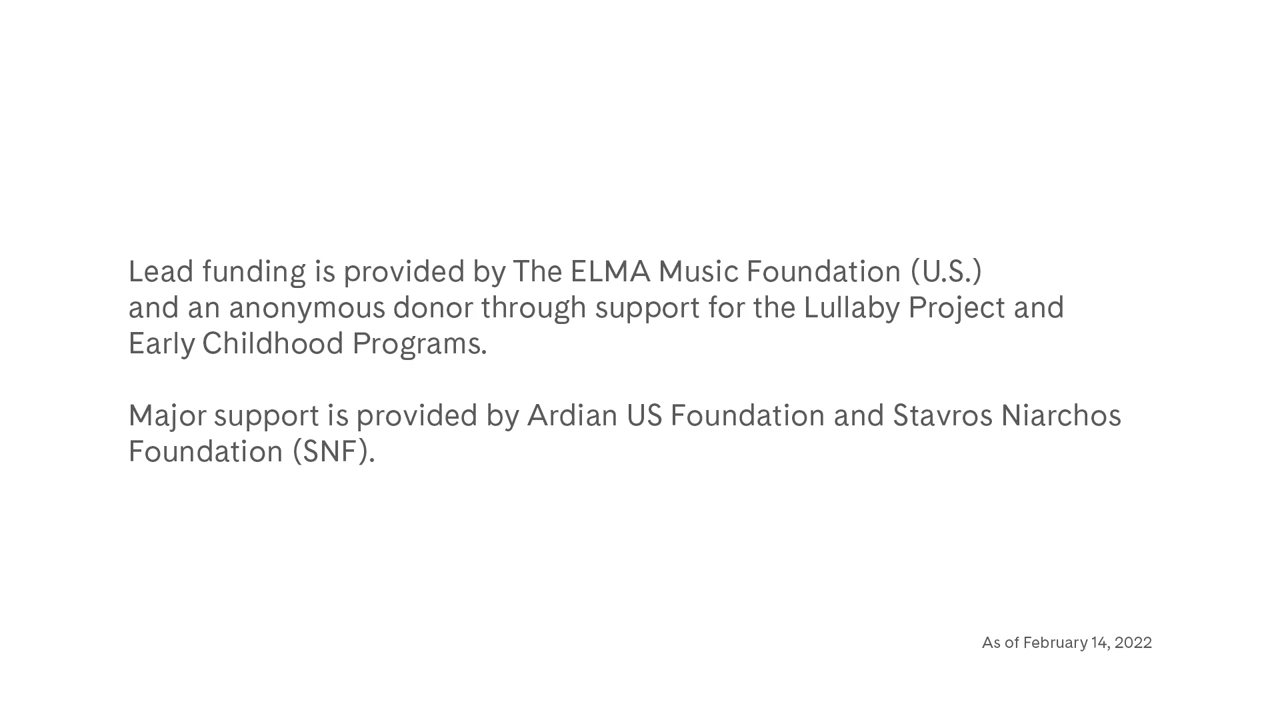 Lead funding is provided by The ELMA Music Foundation (U.S.)
and an anonymous donor through support for the Lullaby Project and
Early Childhood Programs.
Major support is provided by Ardian US Foundation and Stavros Niarchos
Foundation (SNF).
As of February 14, 2022